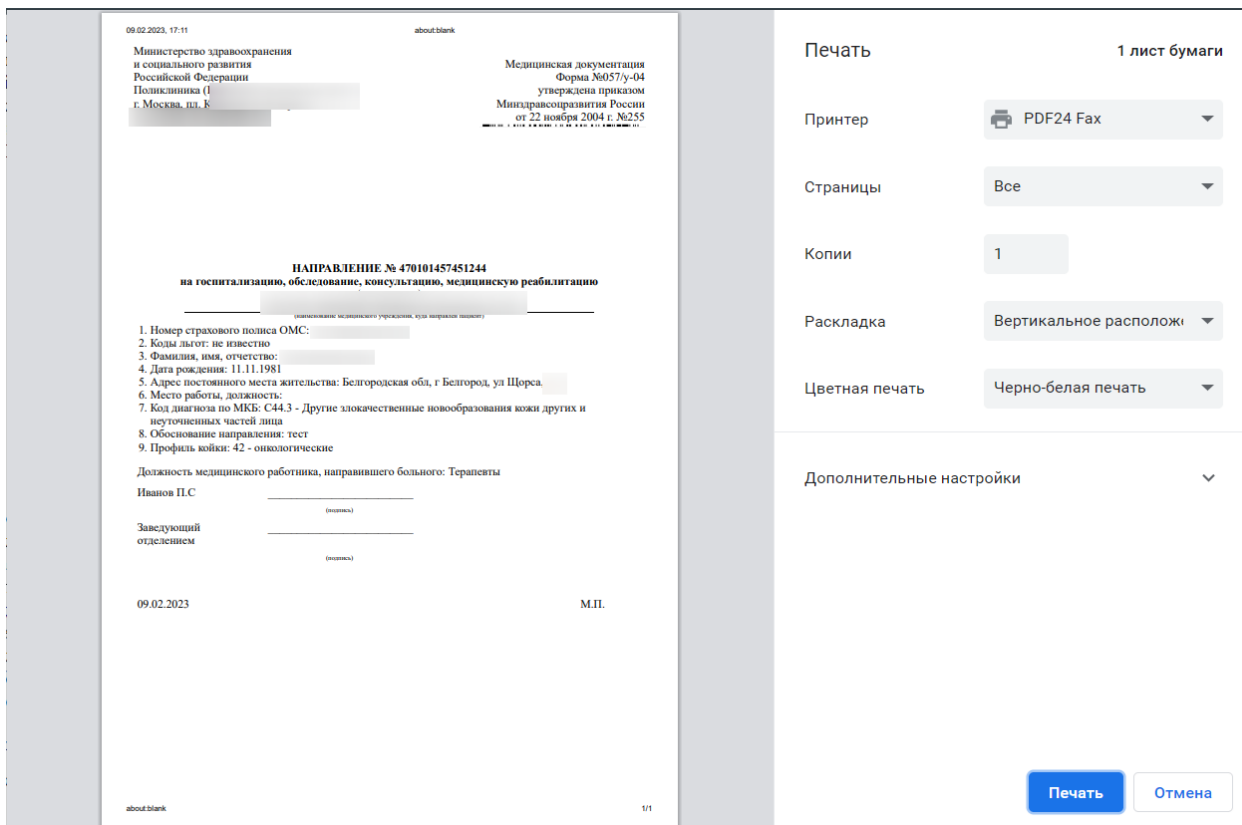 09.02.2023, 17:11
about:blank
Министерство здравоохранения
и социального развития
Российской Федерации
Поликлиника
г. Москва, пл. К
Медицинская документация
Форма №057/у-04
утверждена приказом
Минздравсоцразвития России
от 22 ноября 2004 г. №255
НАПРАВЛЕНИЕ № 470101457451244
на госпитализацию, обследование, консультацию, медицинскую реабилитацию
(наименование медицинского учреждения, куда направлен пациент)
1. Номер страхового полиса ОМС:
2. Коды льгот: не известно
3. Фамилия, имя, отчетство:
4. Дата рождения: 11.11.1981
5. Адрес постоянного места жительства: Белгородская обл, г Белгород, ул Щорса,
6. Место работы, должность:
7. Код диагноза по МКБ: C44.3 - Другие злокачественные новообразования кожи других и
неуточненных частей лица
8. Обоснование направления: тест
9. Профиль койки: 42 - онкологические
Должность медицинского работника, направившего больного: Терапевты
Иванов П.С
(подпись)
Заведующий
отделением
(подпись)
09.02.2023
М.П.
about:blank
1/1
Печать
1 лист бумаги
Принтер
PDF24 Fax
Страницы
Все
Копии
1
Раскладка
Вертикальное располож
Цветная печать
Черно-белая печать
Дополнительные настройки
Печать
Отмена